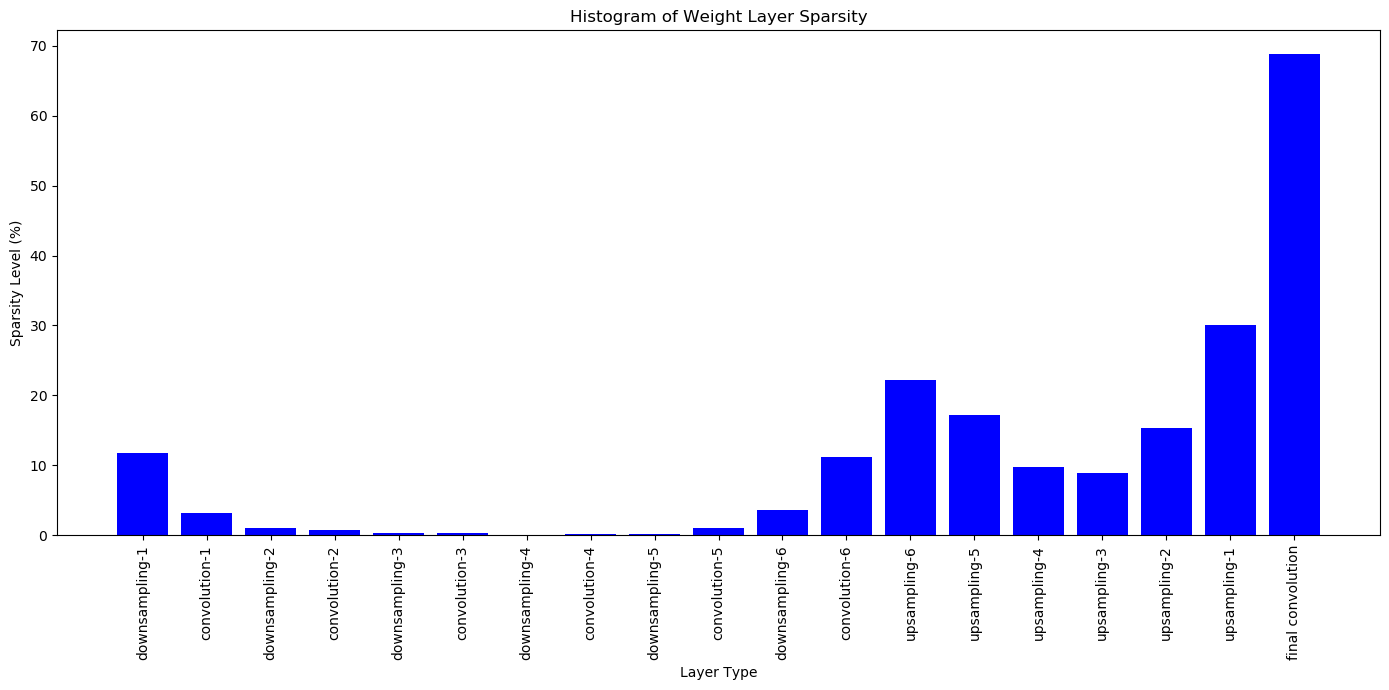 Histogram of Weight Layer Sparsity
Sparsity Level (%)
70
60
50
40
30
20
10
0
downsampling-1
convolution-1
downsampling-2
convolution-2
downsampling-3
convolution-3
downsampling-4
convolution-4
downsampling-5
convolution-5
downsampling-6
convolution-6
upsampling-6
upsampling-5
upsampling-4
upsampling-3
upsampling-2
upsampling-1
final convolution
Layer Type